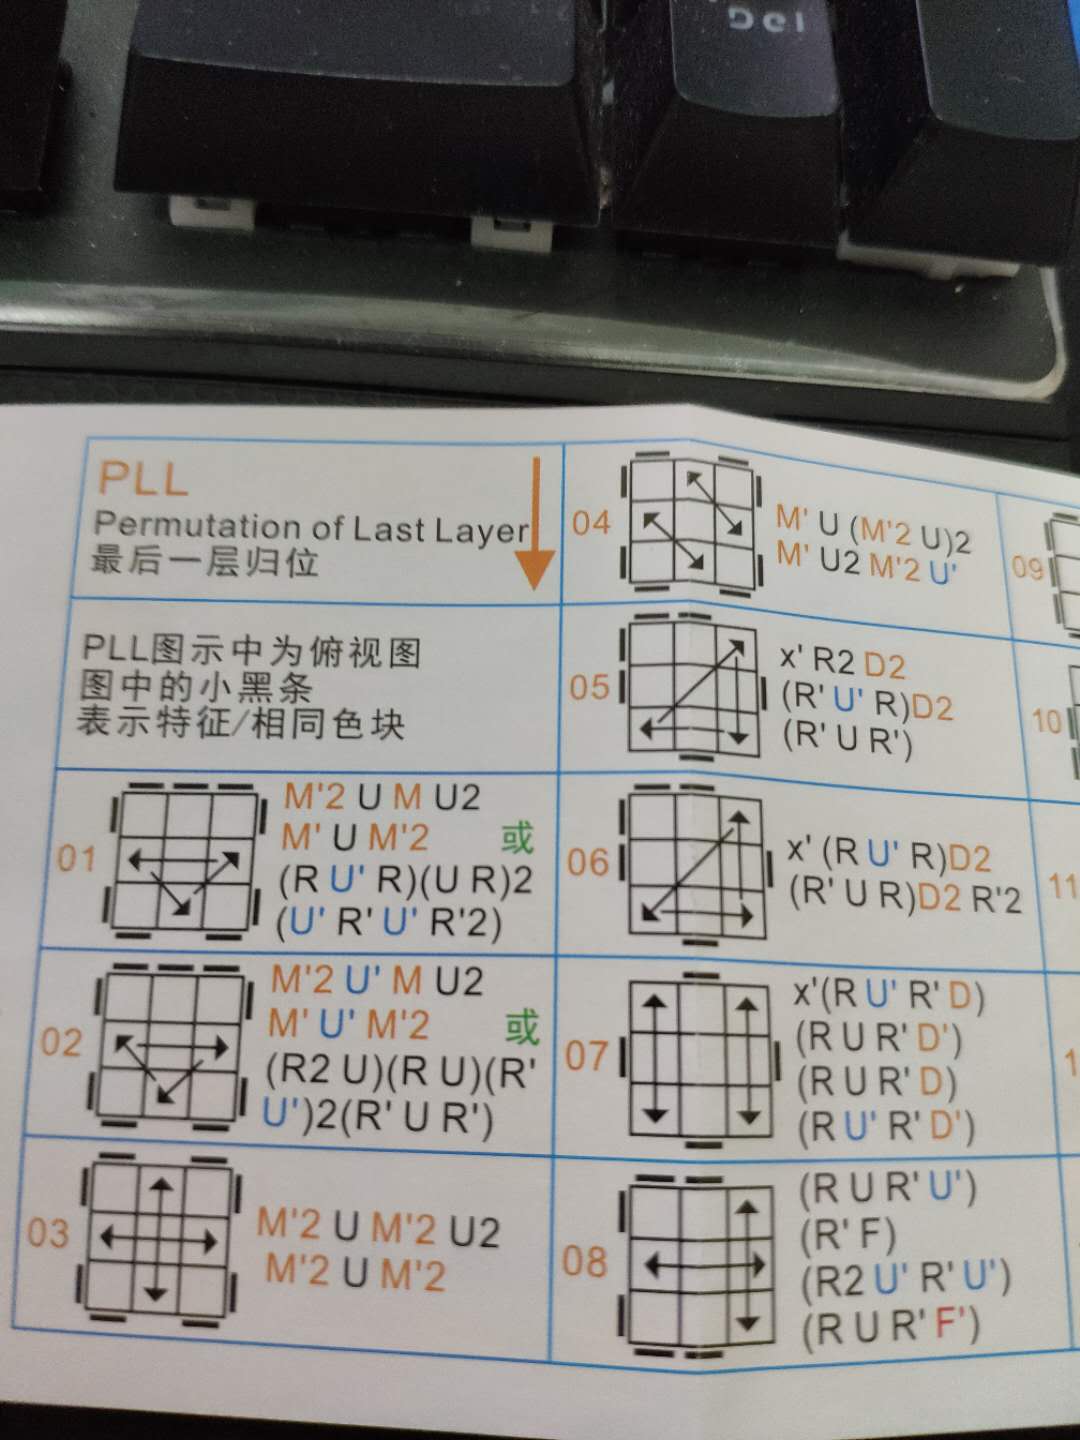 PLL
Permutation of Last Layer
最后一层归位
PLL图示中为俯视图
图中的小黑条
表示特征/相同色块
01
M'2 U M U2
M' U M'2 或
(R U' R)(U R)2
(U' R' U' R'2)
02
M'2 U' M U2
M' U' M'2 或
(R2 U)(R U)(R'
U')2(R' U R')
03
M'2 U M'2 U2
M'2 U M'2
04
M' U (M'2 U)2
M' U2 M'2 U'
05
x' R2 D2
(R' U' R)D2
(R' U R')
06
x' (R U' R)D2
(R' U R)D2 R'2
07
x'(R U' R' D)
(R U R' D')
(R U R' D)
(R U' R' D')
08
(R U R' U')
(R' F)
(R2 U' R' U')
(R U R' F')
09
10
11